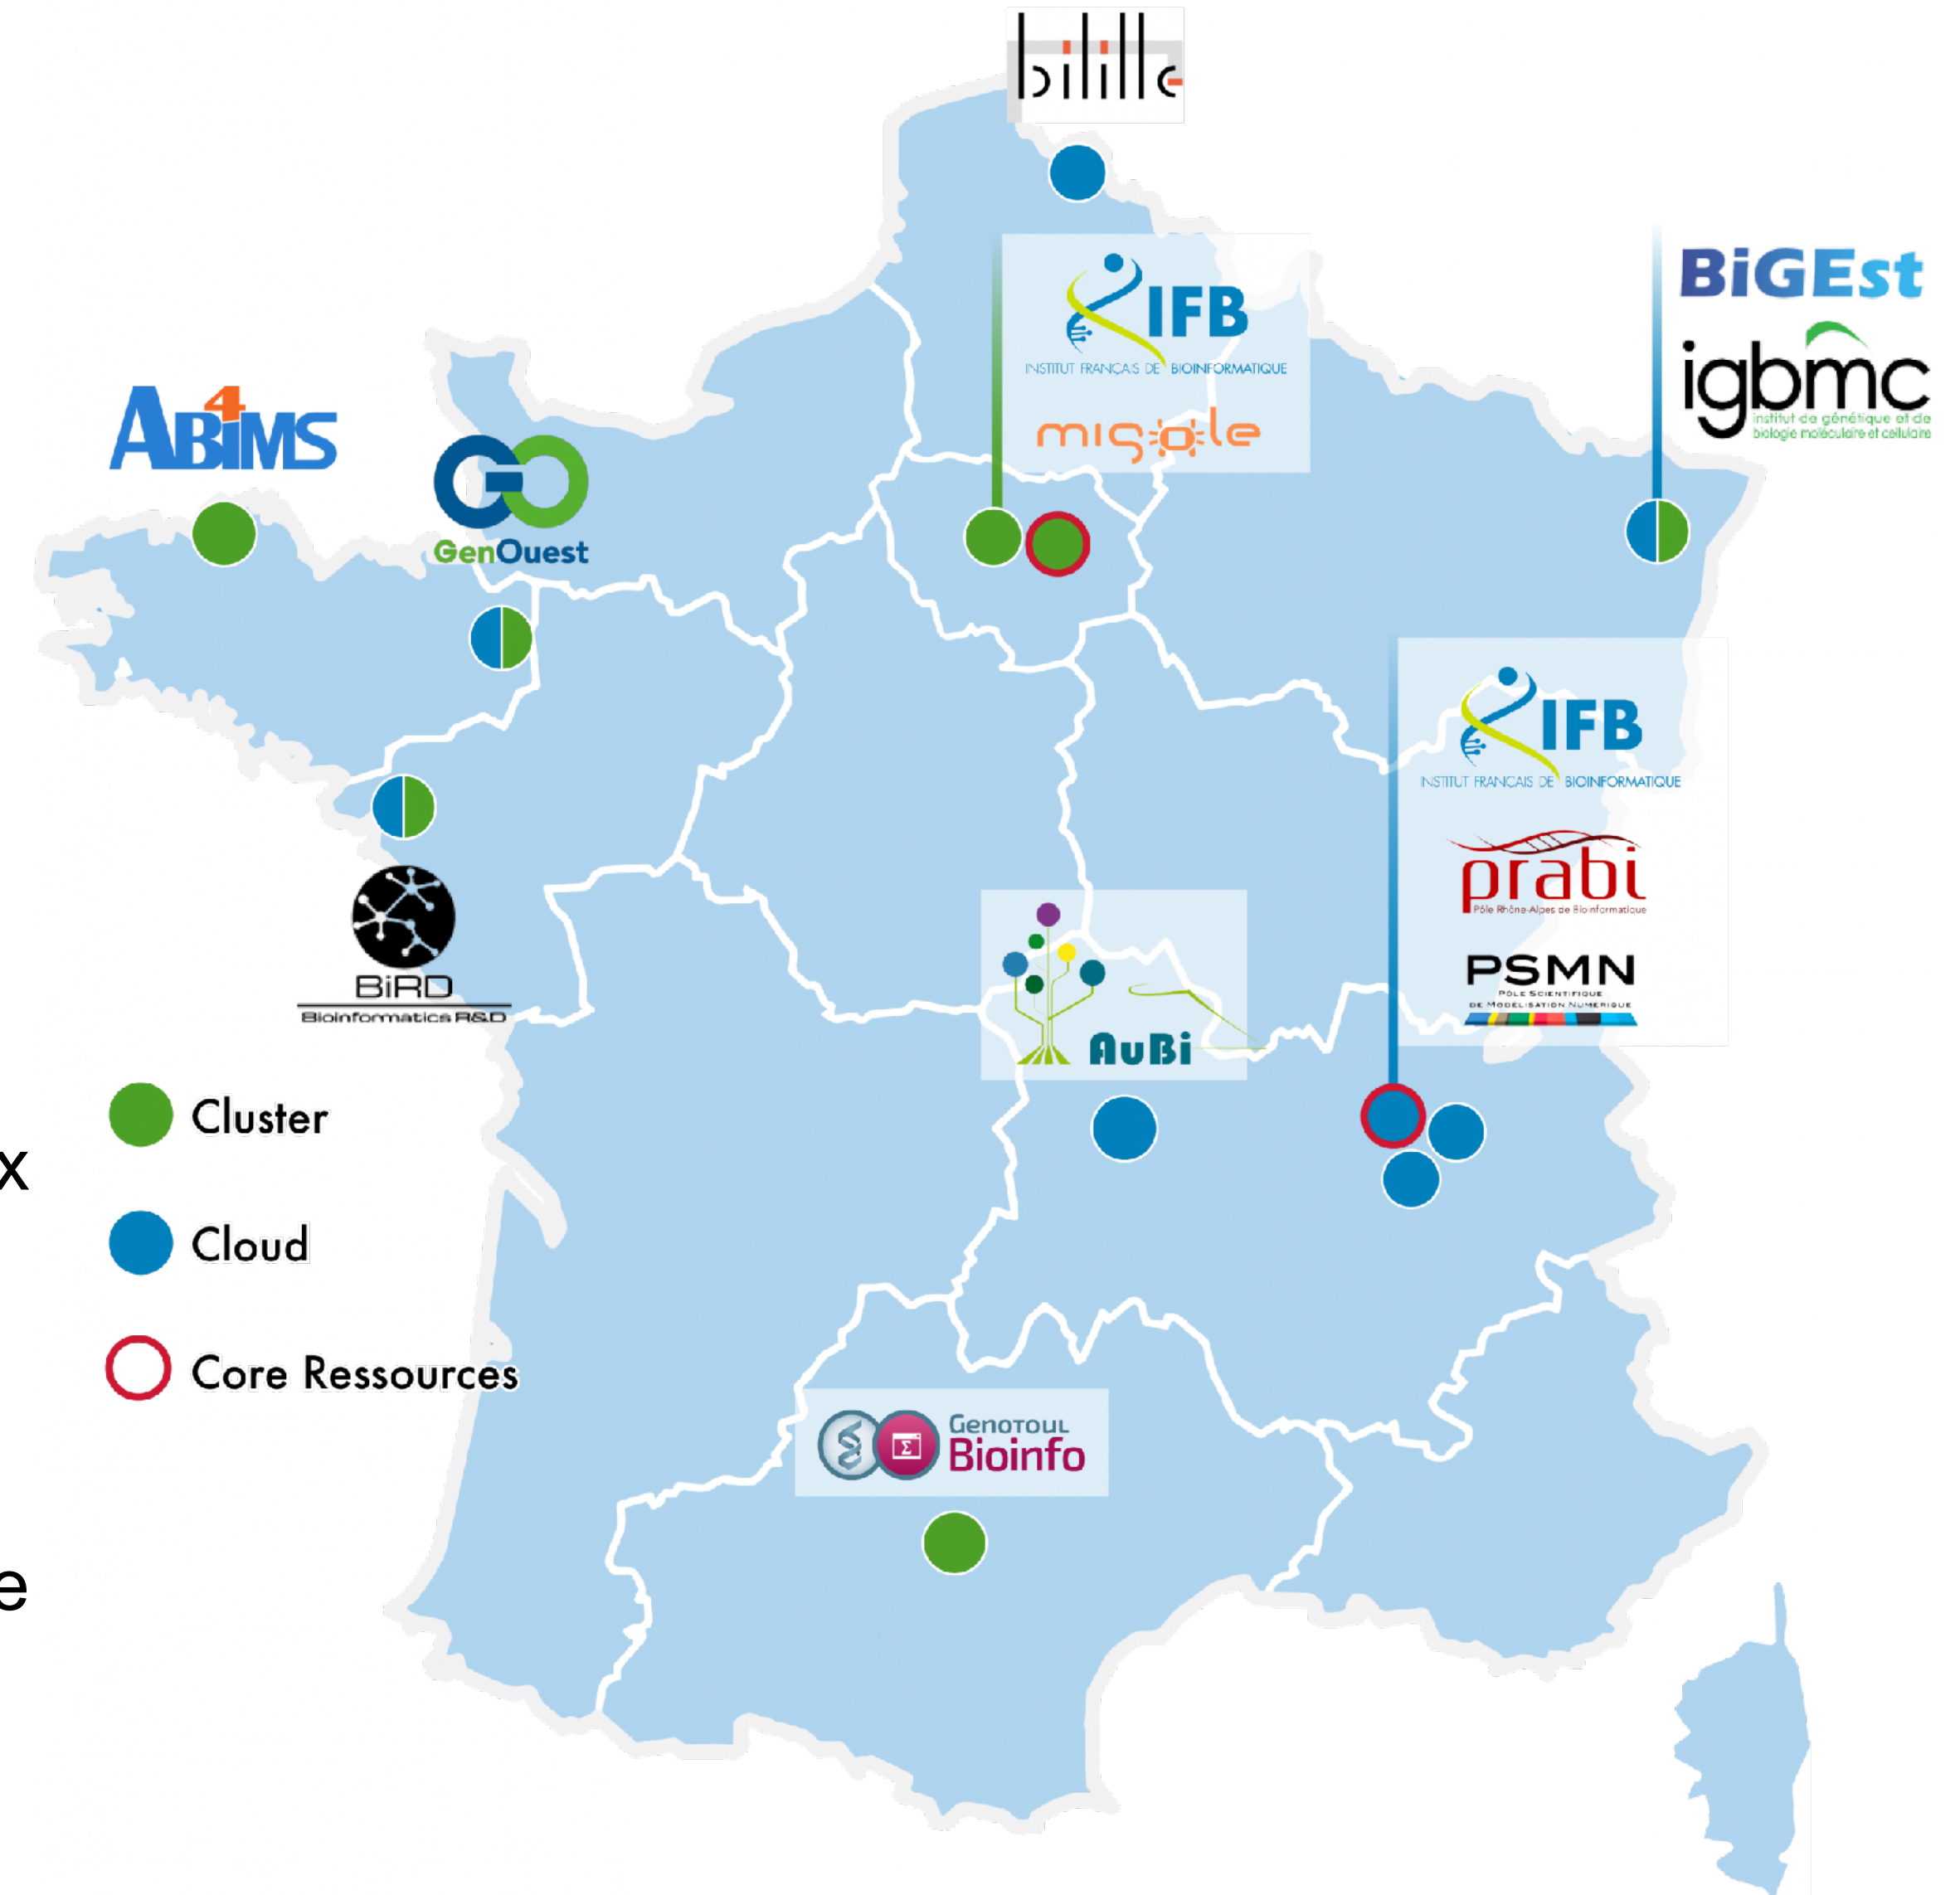 bilille
IFB
INSTITUT FRANÇAIS DE BIOINFORMATIQUE
migale
BiGEst
igbmc
institut de génétique et de
biologie moléculaire et cellulaire
ABiMS
4
GenOuest
IFB
INSTITUT FRANÇAIS DE BIOINFORMATIQUE
prabi
Pôle Rhône-Alpes de Bioinformatique
PSMN
PÔLE SCIENTIFIQUE
DE MODÉLISATION NUMÉRIQUE
BiRD
Bioinformatics R&D
AuBi
Cluster
x
Cloud
Core Ressources
GENOTOUL
Bioinfo
e